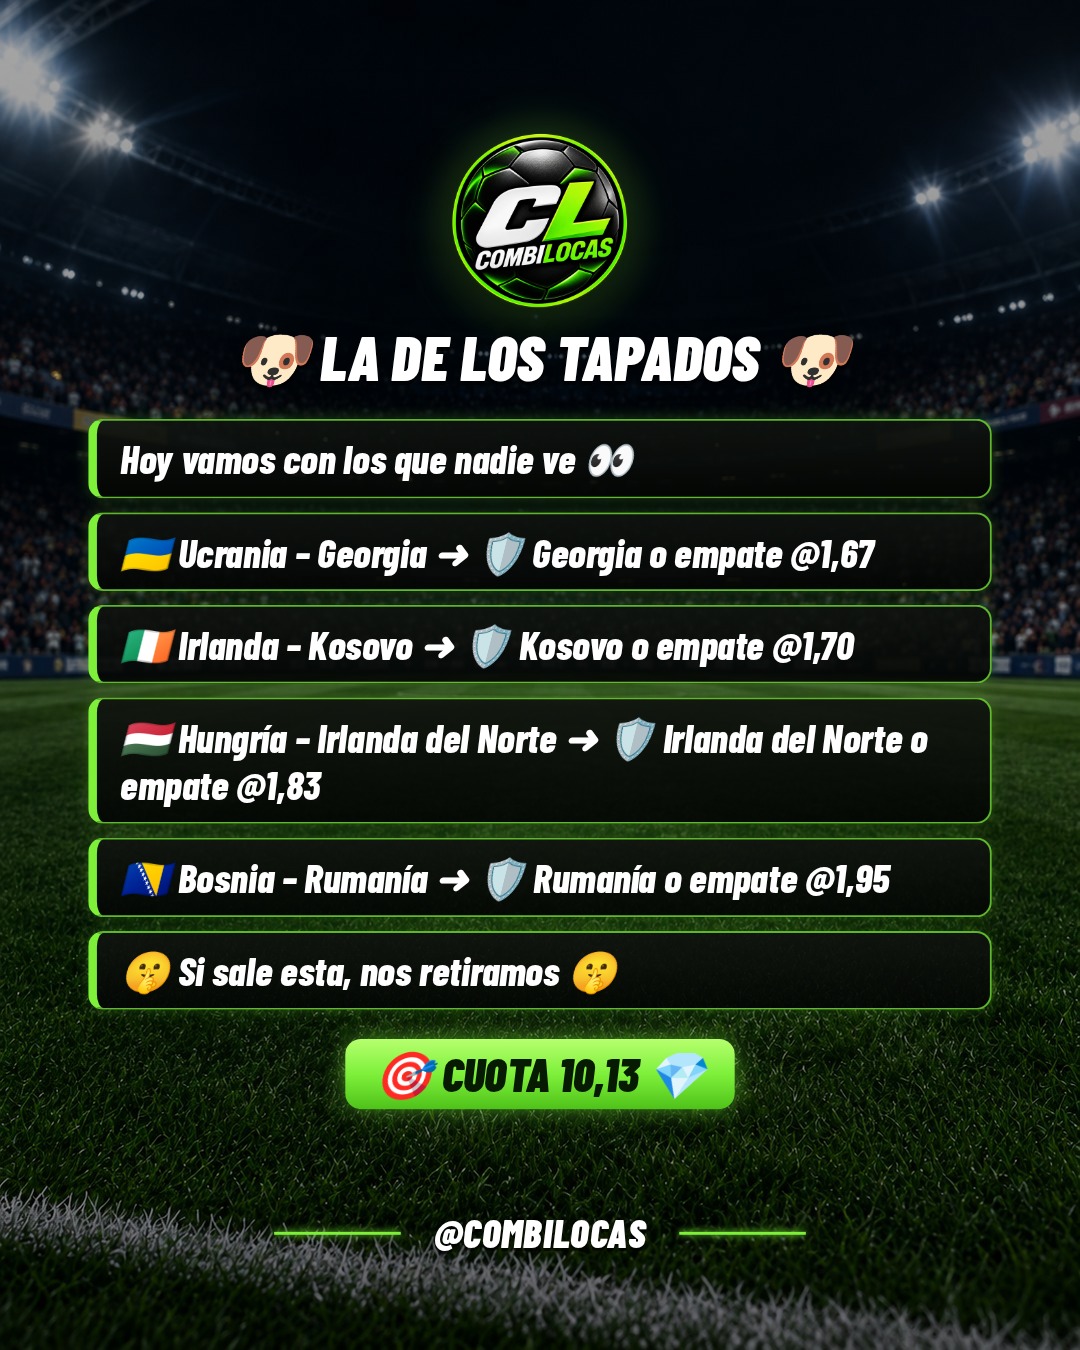 CL
COMBILOCAS
🐶 LA DE LOS TAPADOS 🐶
Hoy vamos con los que nadie ve 👀
🇺🇦 Ucrania - Georgia ➜ 🛡️ Georgia o empate @1,67
🇮🇪 Irlanda - Kosovo ➜ 🛡️ Kosovo o empate @1,70
🇭🇺 Hungría - Irlanda del Norte ➜ 🛡️ Irlanda del Norte o
empate @1,83
🇧🇦 Bosnia - Rumanía ➜ 🛡️ Rumanía o empate @1,95
🤫 Si sale esta, nos retiramos 🤫
🎯 CUOTA 10,13 💎
@COMBILOCAS